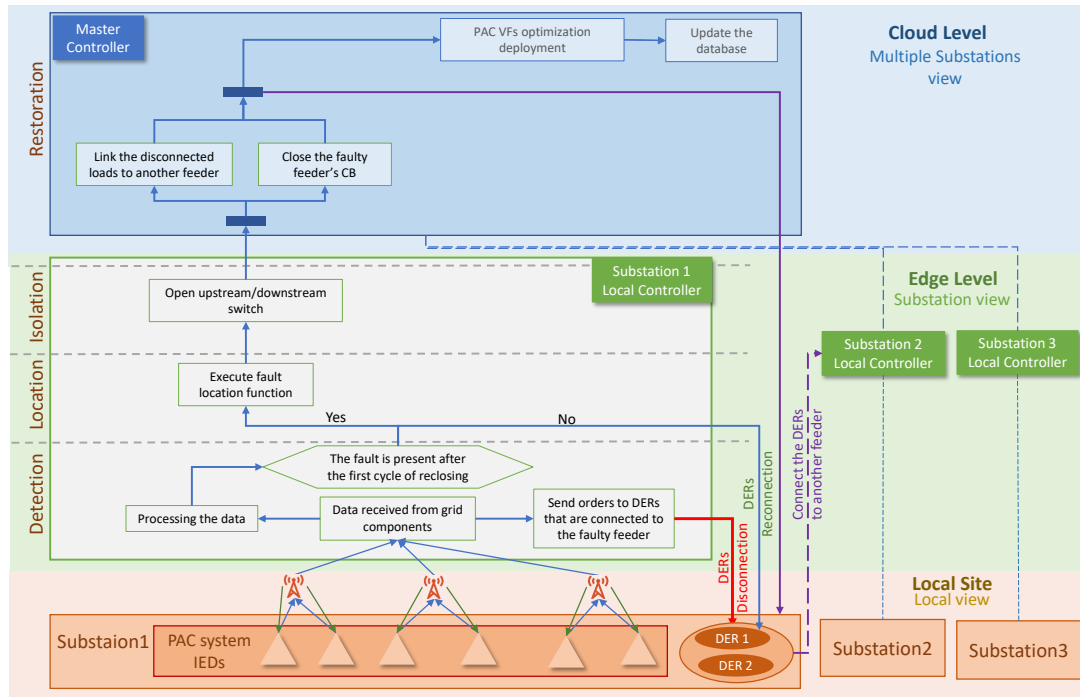 Master
Controller
PAC VFs optimization
deployment
Update the
database
Cloud Level
Multiple Substations
view
Restoration
Link the disconnected
loads to another feeder
Close the faulty
feeder's CB
Substation 1
Local Controller
Edge Level
Substation view
Isolation
Open upstream/downstream
switch
Substation 2
Local Controller
Substation 3
Local Controller
Location
Execute fault
location function
Yes
No
Detection
The fault is present after
the first cycle of reclosing
Processing the data
Data received from grid
components
Send orders to DERs
that are connected to
the faulty feeder
DERs
Disconnection
DERs
Reconnection
Connect the DERs
to another feeder
Local Site
Local view
Substaion1
PAC system
IEDs
DER 1
DER 2
Substation2
Substation3